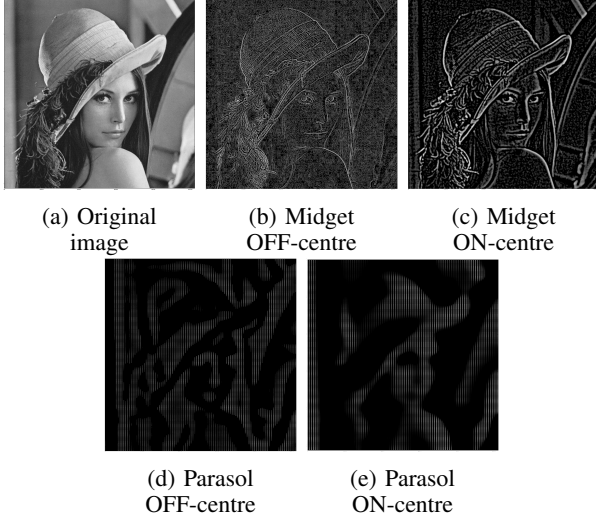 (a) Original
image
(b) Midget
OFF-centre
(c) Midget
ON-centre
(d) Parasol
OFF-centre
(e) Parasol
ON-centre